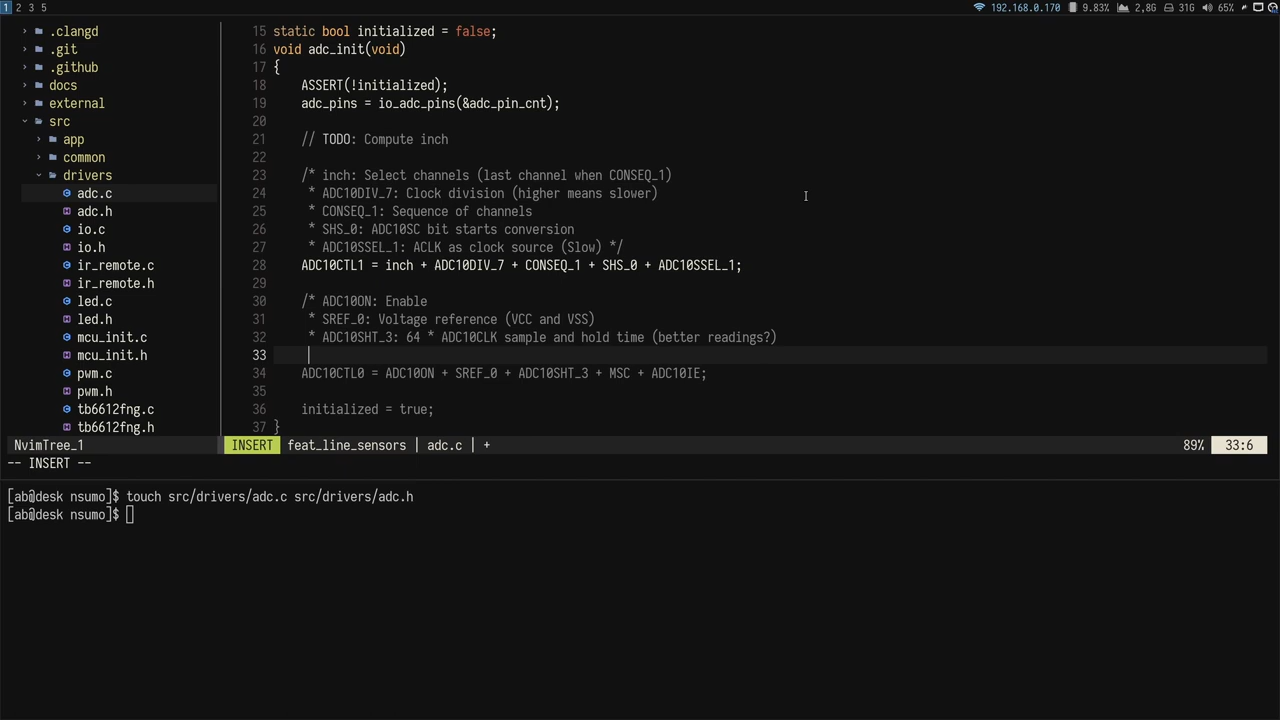 1 2 3 5 192.168.0.170 9.83% 2,8G 31G 65%
.clangd
.git
.github
docs
external
src
app
common
drivers
adc.c
adc.h
io.c
io.h
ir_remote.c
ir_remote.h
led.c
led.h
mcu_init.c
mcu_init.h
pwm.c
pwm.h
tb6612fng.c
tb6612fng.h
15 static bool initialized = false;
16 void adc_init(void)
17 {
18 ASSERT(!initialized);
19 adc_pins = io_adc_pins(&adc_pin_cnt);
20
21 // TODO: Compute inch
22
23 /* inch: Select channels (last channel when CONSEQ_1)
24 * ADC10DIV_7: Clock division (higher means slower)
25 * CONSEQ_1: Sequence of channels
26 * SHS_0: ADC10SC bit starts conversion
27 * ADC10SSEL_1: ACLK as clock source (Slow) */
28 ADC10CTL1 = inch + ADC10DIV_7 + CONSEQ_1 + SHS_0 + ADC10SSEL_1;
29
30 /* ADC10ON: Enable
31 * SREF_0: Voltage reference (VCC and VSS)
32 * ADC10SHT_3: 64 * ADC10CLK sample and hold time (better readings?)
33
34 ADC10CTL0 = ADC10ON + SREF_0 + ADC10SHT_3 + MSC + ADC10IE;
35
36 initialized = true;
37 }
NvimTree_1 INSERT feat_line_sensors | adc.c | + 89% 33:6
-- INSERT --
[ab@desk nsumo]$ touch src/drivers/adc.c src/drivers/adc.h
[ab@desk nsumo]$